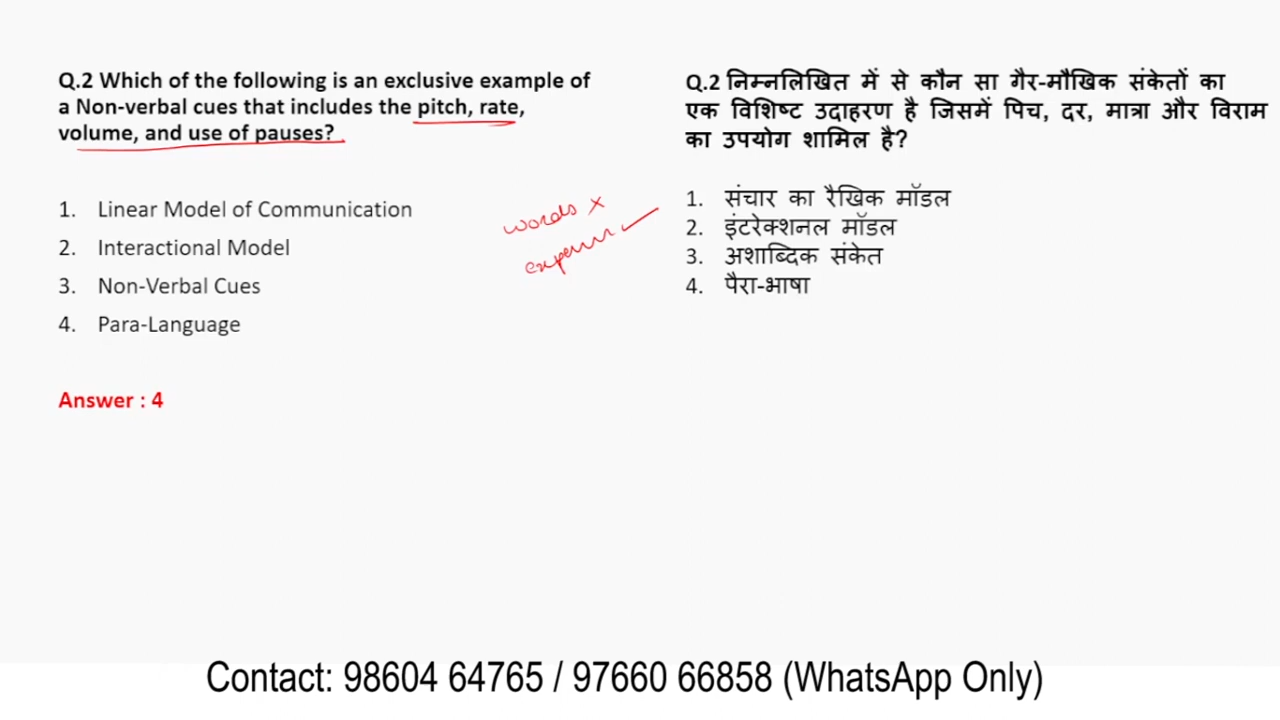 Q.2 Which of the following is an exclusive example of
a Non-verbal cues that includes the pitch, rate,
volume, and use of pauses?
1. Linear Model of Communication
2. Interactional Model
3. Non-Verbal Cues
4. Para-Language
Answer : 4
words ×
Q.2 निम्नलिखित में से कौन सा गैर-मौखिक संकेतों का
एक विशिष्ट उदाहरण है जिसमें पिच, दर, मात्रा और विराम
का उपयोग शामिल है?
1. संचार का रैखिक मॉडल
2. इंटरेक्शनल मॉडल
3. अशाब्दिक संकेत
4. पैरा-भाषा
Contact: 98604 64765 / 97660 66858 (WhatsApp Only)